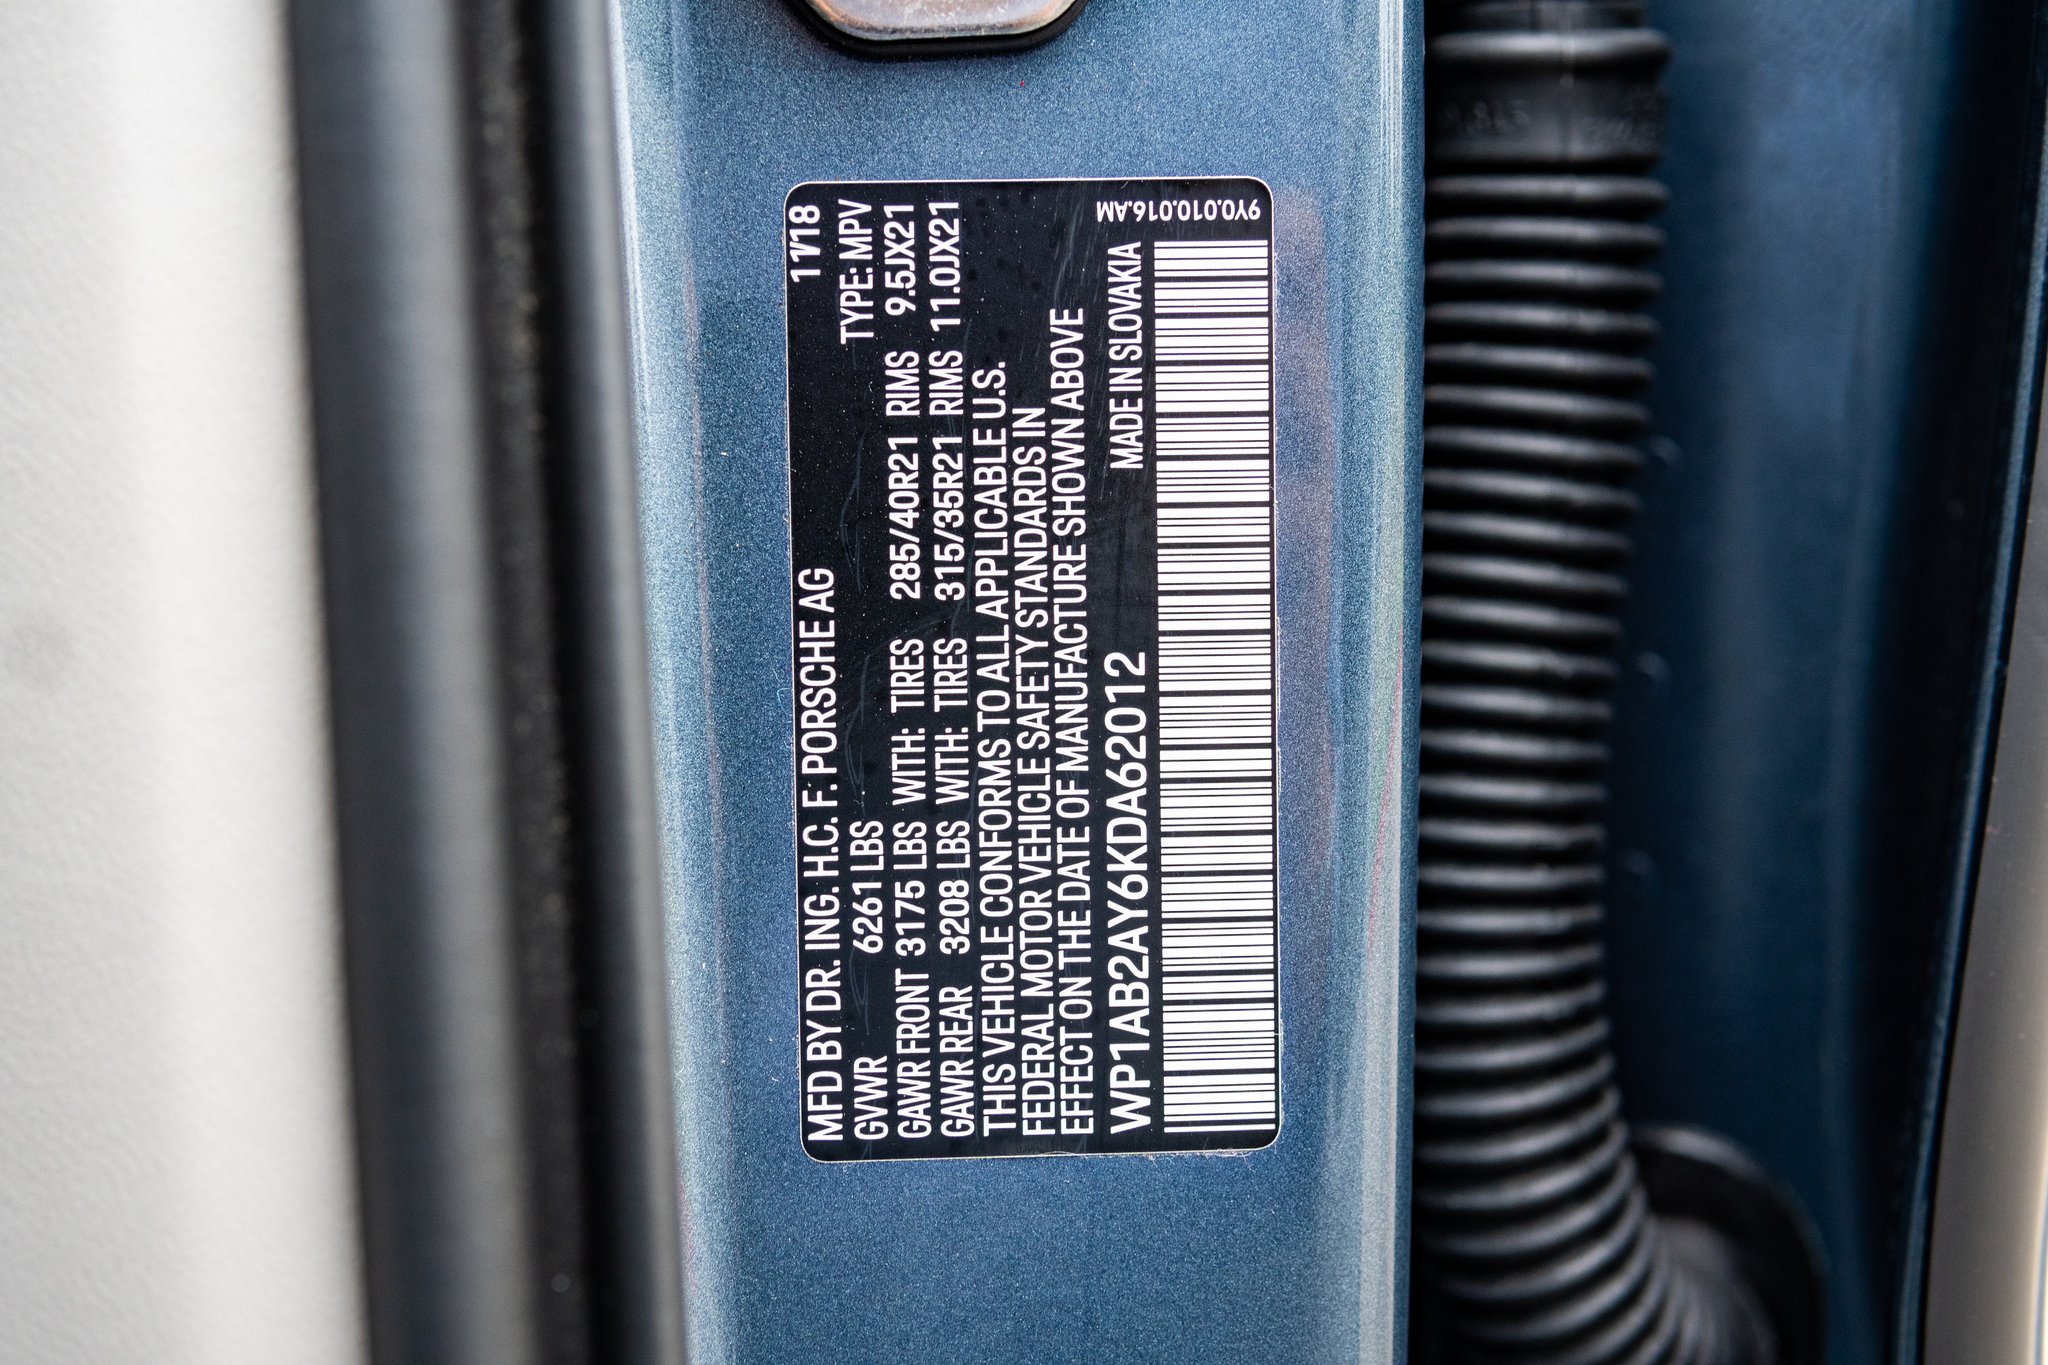 MFD BY DR. ING. H.C. F. PORSCHE AG 11/18
GVWR 6261 LBS TYPE: MPV
GAWR FRONT 3175 LBS WITH: TIRES 285/40R21 RIMS 9.5JX21
GAWR REAR 3208 LBS WITH: TIRES 315/35R21 RIMS 11.0JX21
THIS VEHICLE CONFORMS TO ALL APPLICABLE U.S.
FEDERAL MOTOR VEHICLE SAFETY STANDARDS IN
EFFECT ON THE DATE OF MANUFACTURE SHOWN ABOVE
WP1AB2AY6KDA62012 MADE IN SLOVAKIA
9Y0.010.016.AM